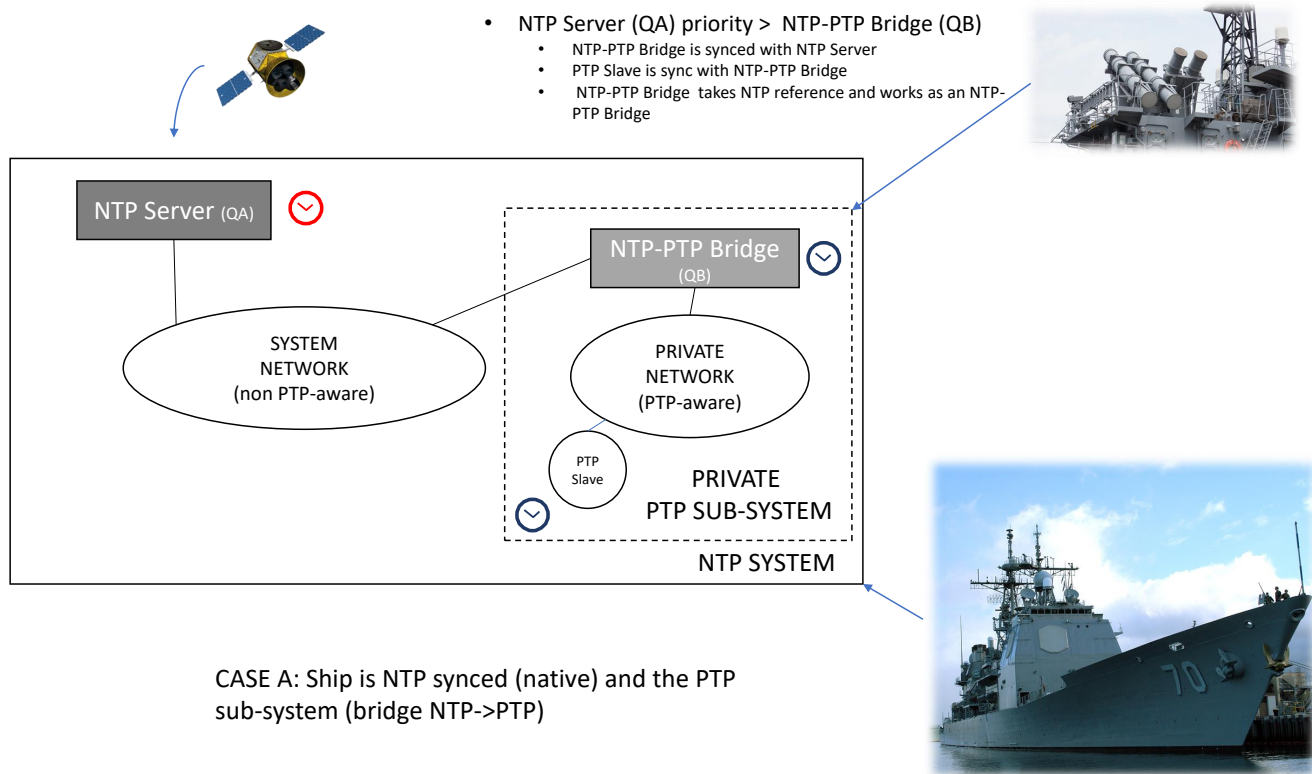 • NTP Server (QA) priority > NTP-PTP Bridge (QB)
• NTP-PTP Bridge is synced with NTP Server
• PTP Slave is sync with NTP-PTP Bridge
• NTP-PTP Bridge takes NTP reference and works as an NTP-
PTP Bridge
NTP Server (QA)
NTP-PTP Bridge
(QB)
SYSTEM
NETWORK
(non PTP-aware)
PRIVATE
NETWORK
(PTP-aware)
PTP
Slave
PRIVATE
PTP SUB-SYSTEM
NTP SYSTEM
CASE A: Ship is NTP synced (native) and the PTP
sub-system (bridge NTP->PTP)
70